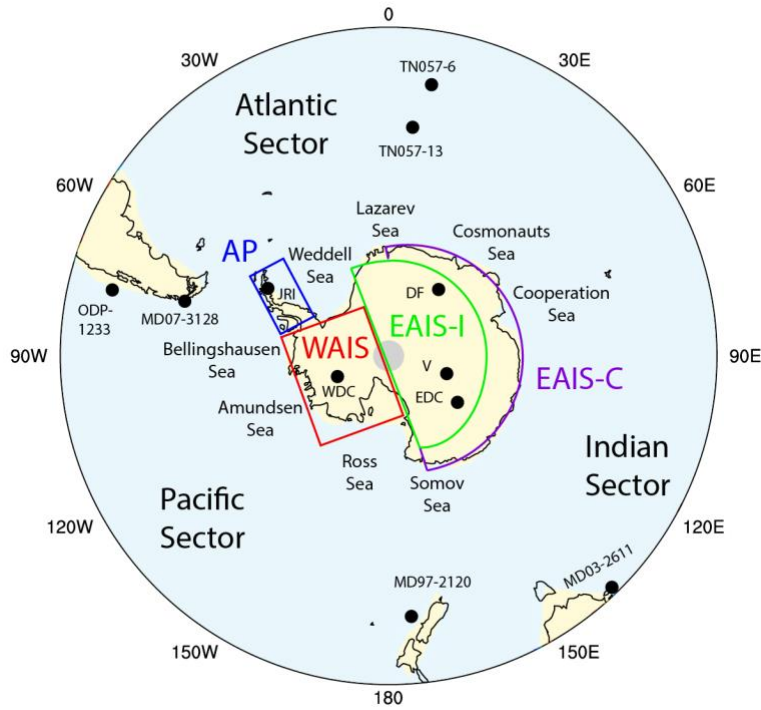 0
30W
30E
TN057-6
Atlantic
Sector
TN057-13
60W
60E
Lazarev
Sea
Cosmonauts
Sea
AP
Weddell
Sea
JRI
DF
Cooperation
Sea
ODP-
1233
MD07-3128
EAIS-I
Bellingshausen
Sea
WAIS
90W
90E
V
EAIS-C
WDC
EDC
Amundsen
Sea
Ross
Sea
Somov
Sea
Indian
Sector
Pacific
Sector
120W
120E
MD97-2120
MD03-2611
150W
150E
180